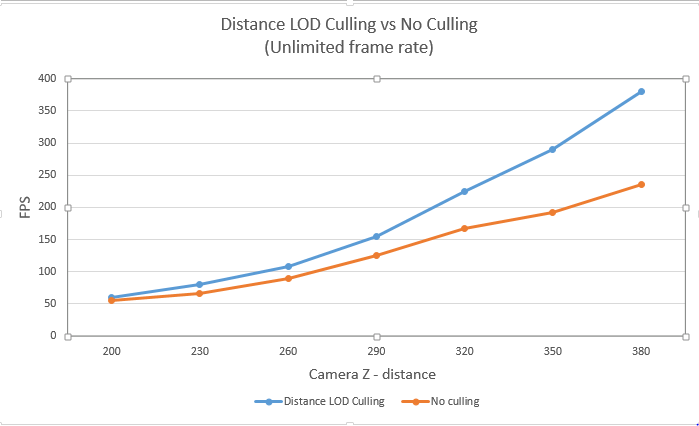 Distance LOD Culling vs No Culling
(Unlimited frame rate)
400
350
300
250
200
150
100
50
0
FPS
200 230 260 290 320 350 380
Camera Z - distance
Distance LOD Culling No culling